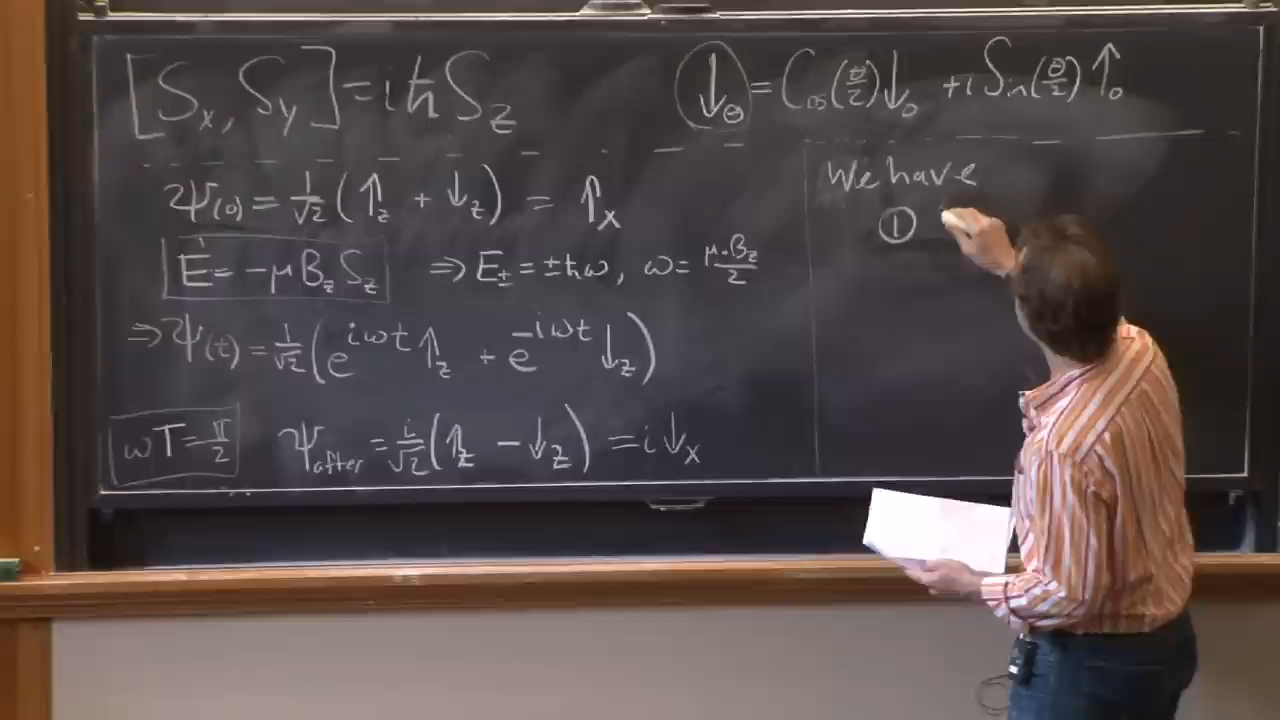 [Sx, Sy] = iħSz
↓θ = Cos(θ/2)↓0 + i Sin(θ/2)↑0
ψ(0) = 1/√2 (↑z + ↓z) = ↑x
E = -μBzSz ⇒ E± = ±ħω, ω = μ·Bz/2
⇒ ψ(t) = 1/√2 (e^iωt ↑z + e^-iωt ↓z)
ωT = π/2 ψafter = i/√2 (↑z - ↓z) = i↓x
We have
①